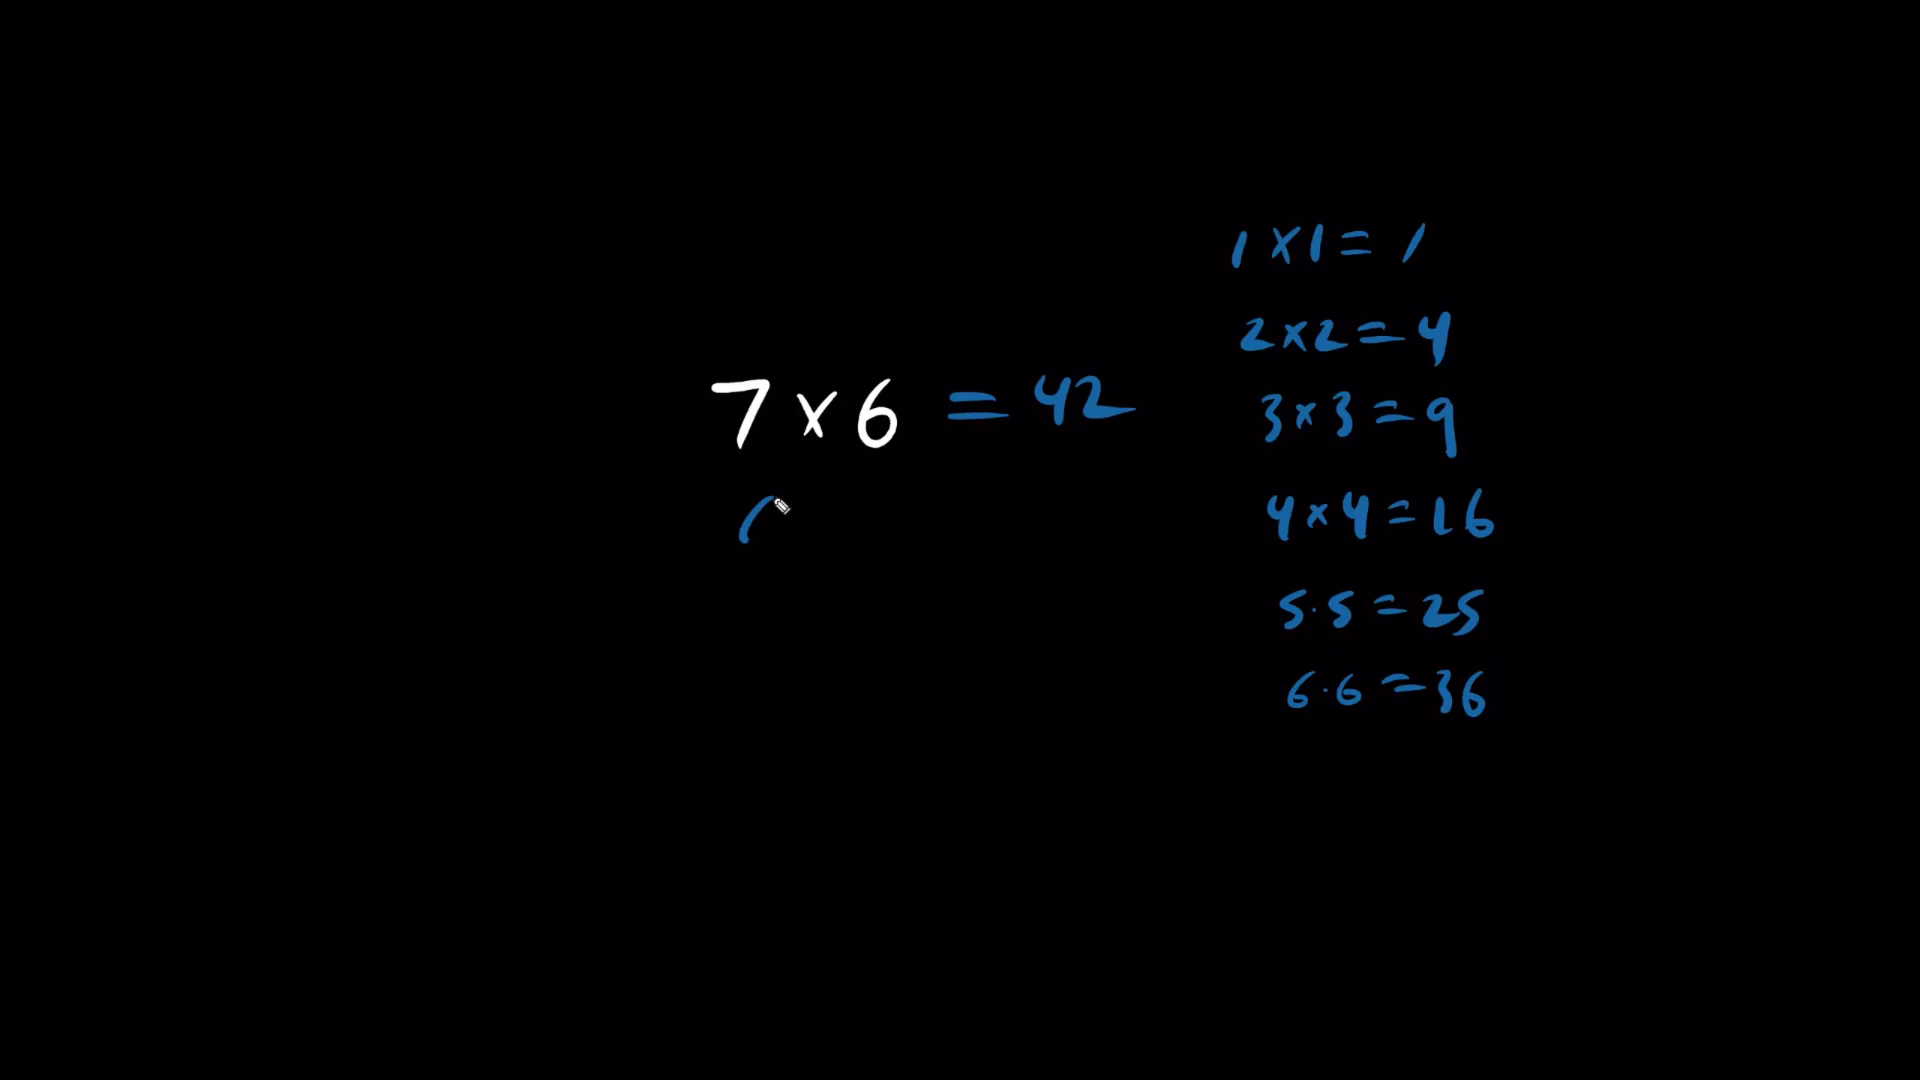 7 x 6 = 42
1 x 1 = 1
2 x 2 = 4
3 x 3 = 9
4 x 4 = 16
5 · 5 = 25
6 · 6 = 36